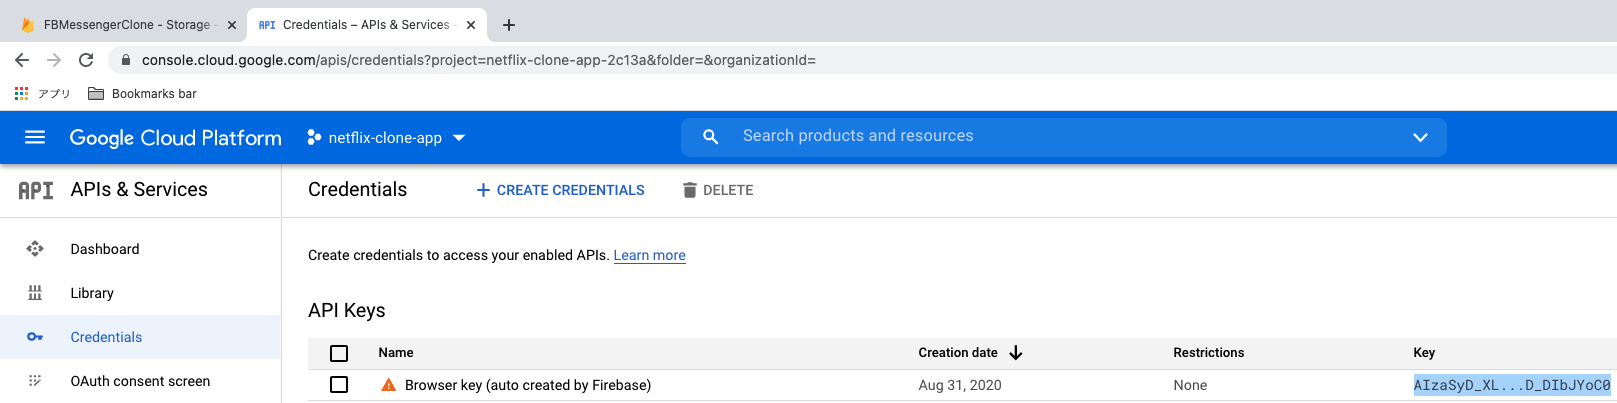 FBMessengerClone - Storage -
API Credentials – APIs & Services -
console.cloud.google.com/apis/credentials?project=netflix-clone-app-2c13a&folder=&organizationId=
アプリ Bookmarks bar
Google Cloud Platform netflix-clone-app Search products and resources
API APIs & Services Credentials + CREATE CREDENTIALS DELETE
Dashboard
Library
Credentials
OAuth consent screen
Create credentials to access your enabled APIs. Learn more
API Keys
Name Creation date Restrictions Key
Browser key (auto created by Firebase) Aug 31, 2020 None AIzaSyD_XL...D_DIbJYoC0